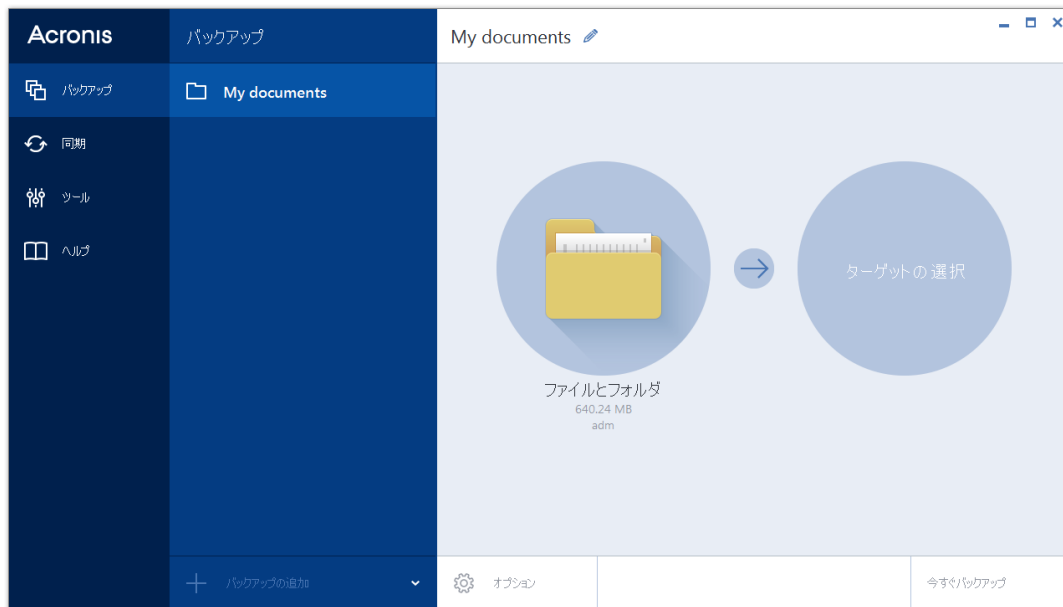 Acronis
バックアップ
My documents
バックアップ
My documents
同期
ツール
ヘルプ
ターゲットの選択
ファイルとフォルダ
640.24 MB
adm
バックアップの追加
オプション
今すぐバックアップ